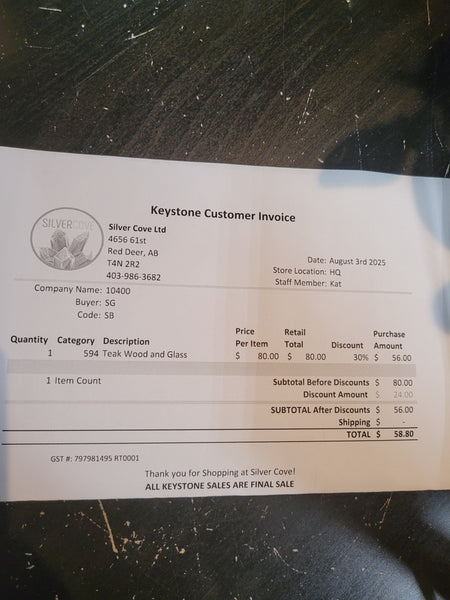 Keystone Customer Invoice
SILVERCOVE
Silver Cove Ltd
4656 61st
Red Deer, AB
T4N 2R2
403-986-3682
Date: August 3rd 2025
Store Location: HQ
Staff Member: Kat
Company Name: 10400
Buyer: SG
Code: SB
Quantity Category Description Price Per Item Retail Total Discount Purchase Amount
1 594 Teak Wood and Glass $ 80.00 $ 80.00 30% $ 56.00
1 Item Count
Subtotal Before Discounts $ 80.00
Discount Amount $ 24.00
SUBTOTAL After Discounts $ 56.00
Shipping $ -
TOTAL $ 58.80
GST #: 797981495 RT0001
Thank you for Shopping at Silver Cove!
ALL KEYSTONE SALES ARE FINAL SALE